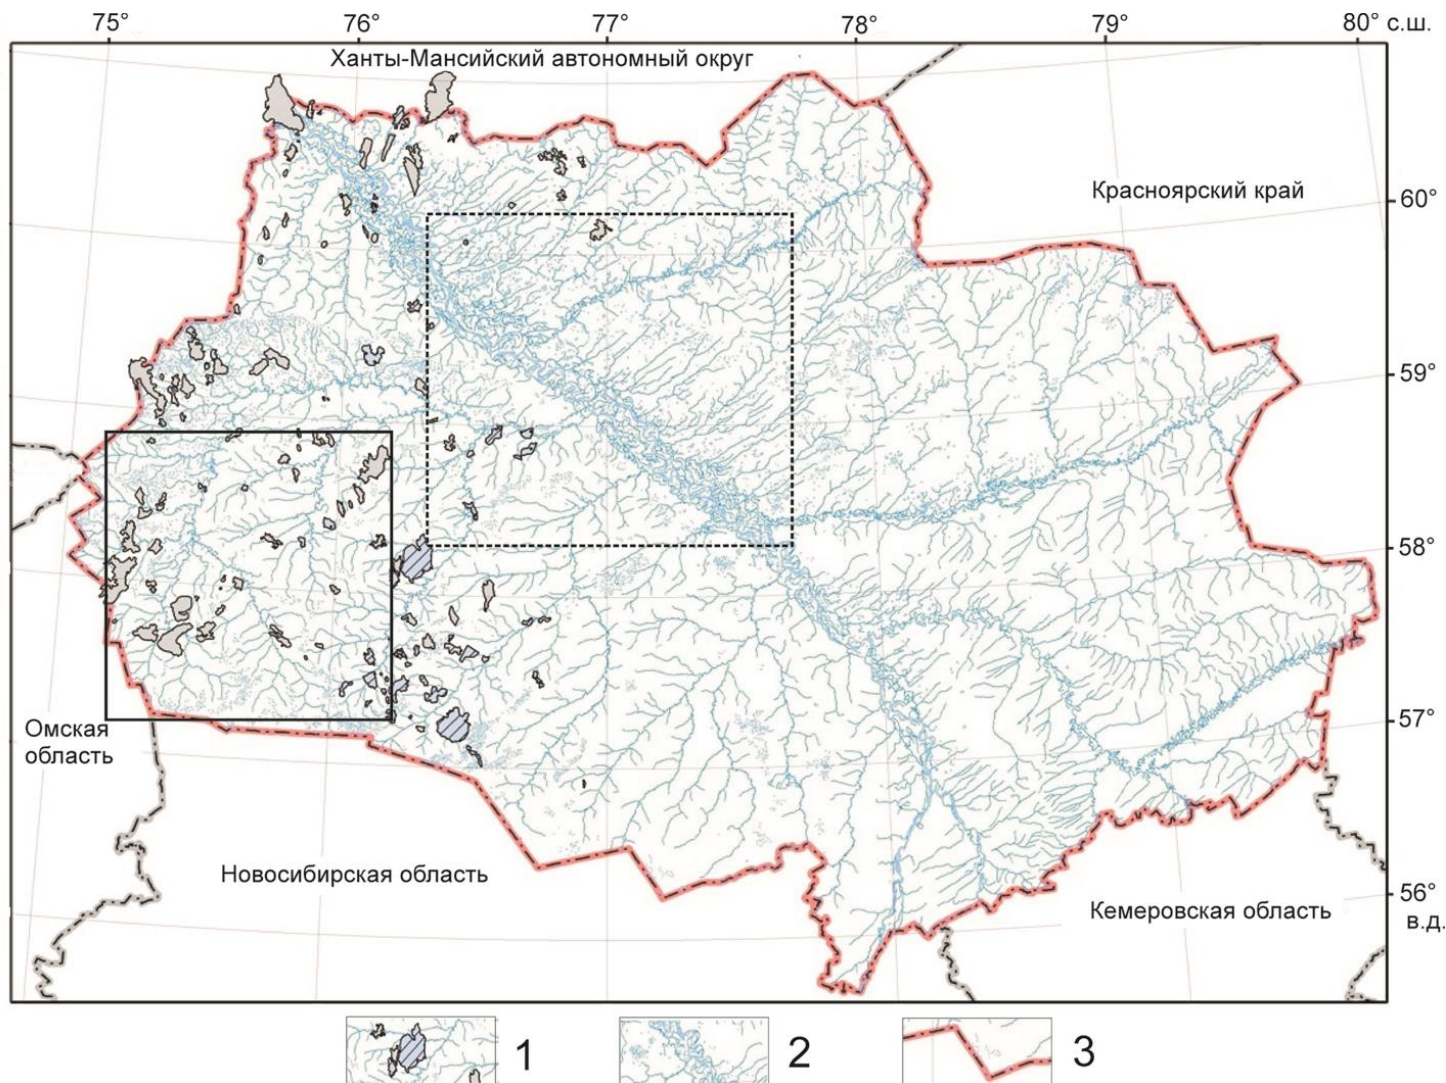 75° 76° 77° 78° 79° 80° с.ш.
Ханты-Мансийский автономный округ
Красноярский край
60°
59°
58°
57°
Омская
область
Новосибирская область
56°
Кемеровская область
в.д.
1 2 3